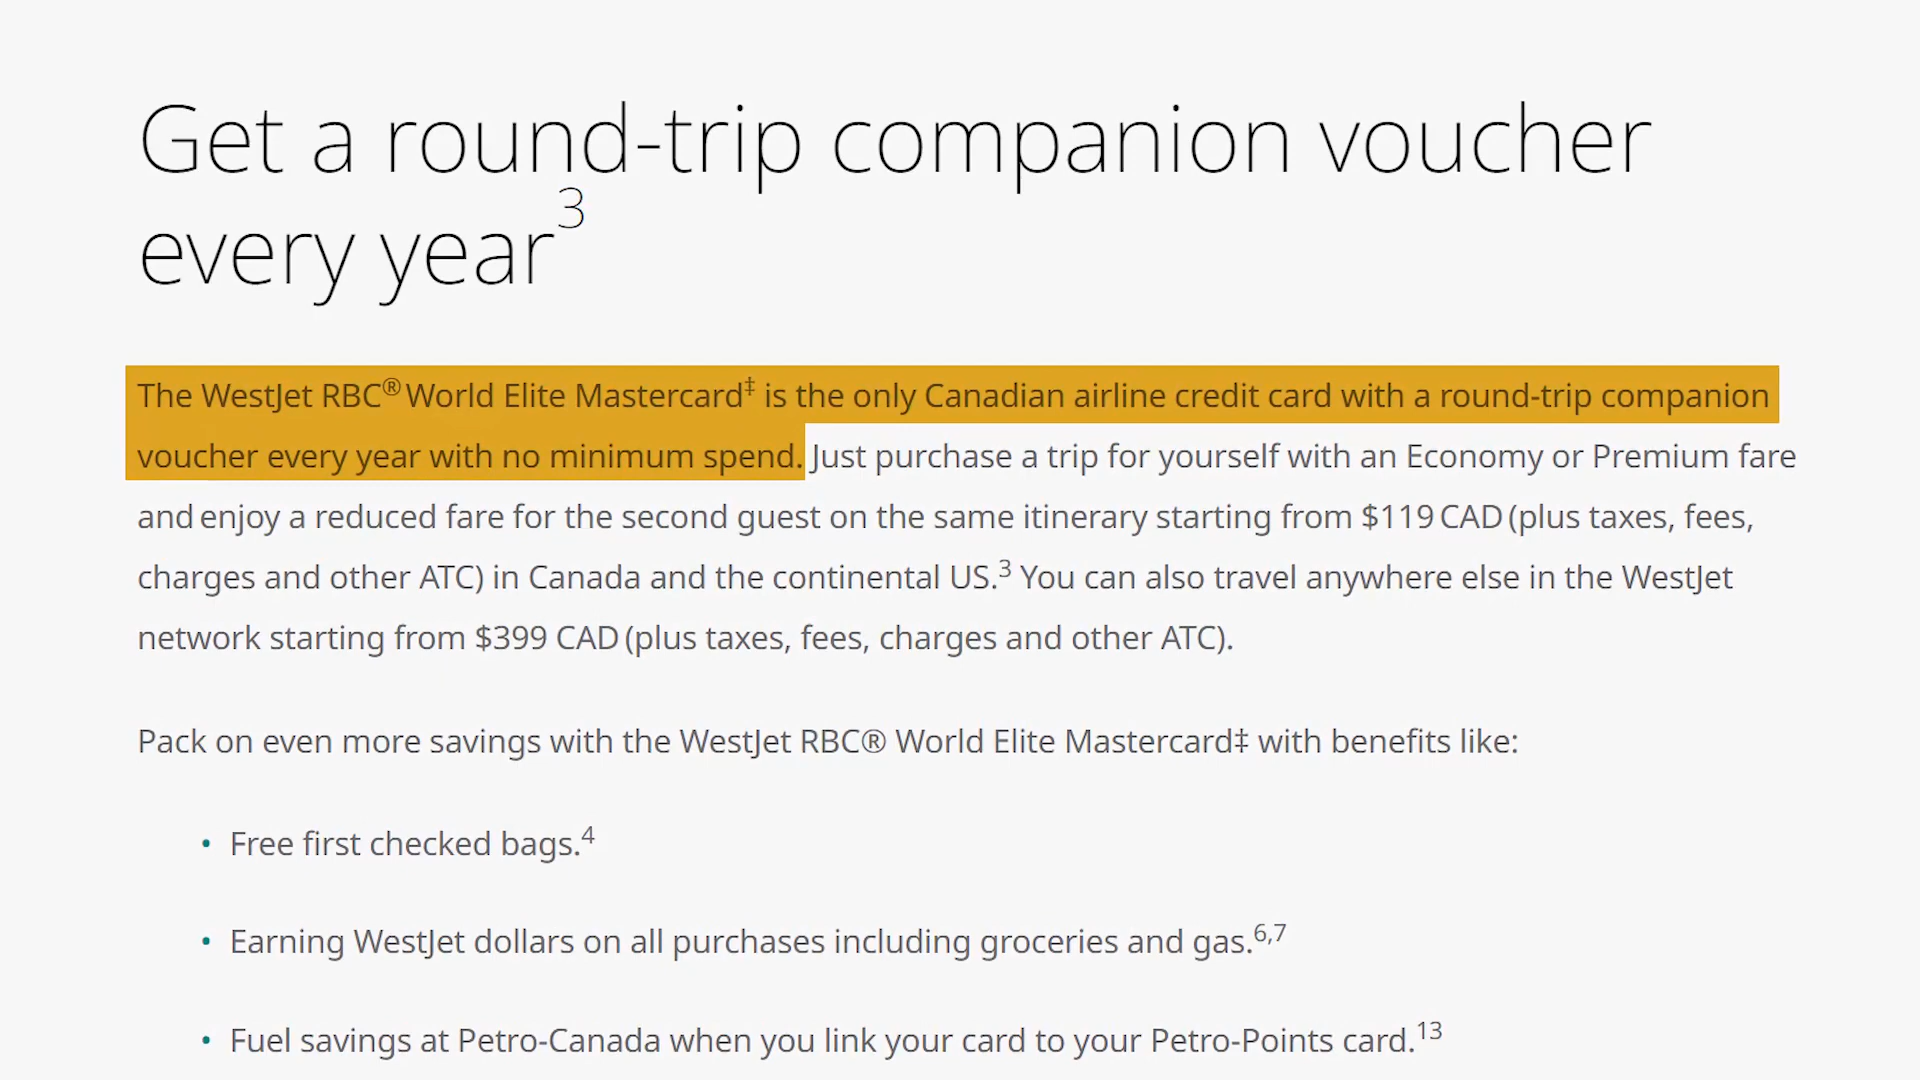 Get a round-trip companion voucher
every year3
The WestJet RBC® World Elite Mastercard‡ is the only Canadian airline credit card with a round-trip companion
voucher every year with no minimum spend. Just purchase a trip for yourself with an Economy or Premium fare
and enjoy a reduced fare for the second guest on the same itinerary starting from $119 CAD (plus taxes, fees,
charges and other ATC) in Canada and the continental US.3 You can also travel anywhere else in the WestJet
network starting from $399 CAD (plus taxes, fees, charges and other ATC).
Pack on even more savings with the WestJet RBC® World Elite Mastercard‡ with benefits like:
• Free first checked bags.4
• Earning WestJet dollars on all purchases including groceries and gas.6,7
• Fuel savings at Petro-Canada when you link your card to your Petro-Points card.13